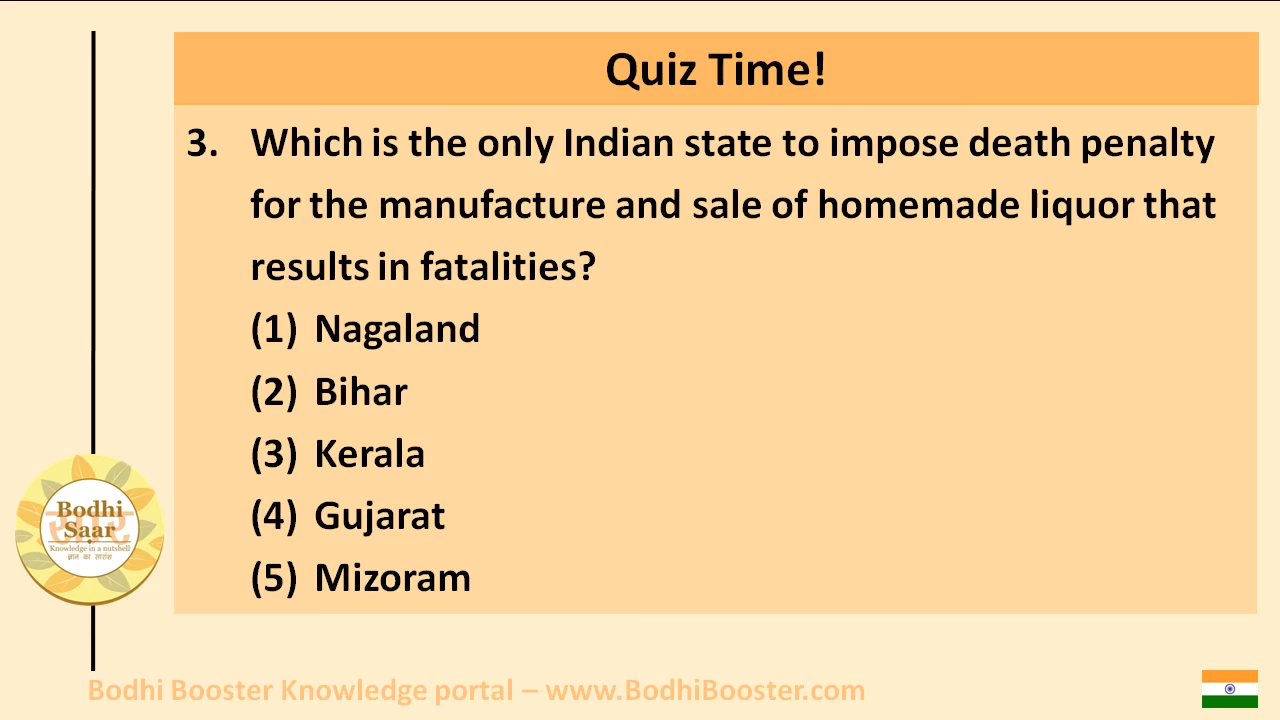 Quiz Time!
3. Which is the only Indian state to impose death penalty
for the manufacture and sale of homemade liquor that
results in fatalities?
(1) Nagaland
(2) Bihar
(3) Kerala
(4) Gujarat
(5) Mizoram
सार
Bodhi
Saar
Knowledge in a nutshell
ज्ञान का सारांश
Bodhi Booster Knowledge portal – www.BodhiBooster.com